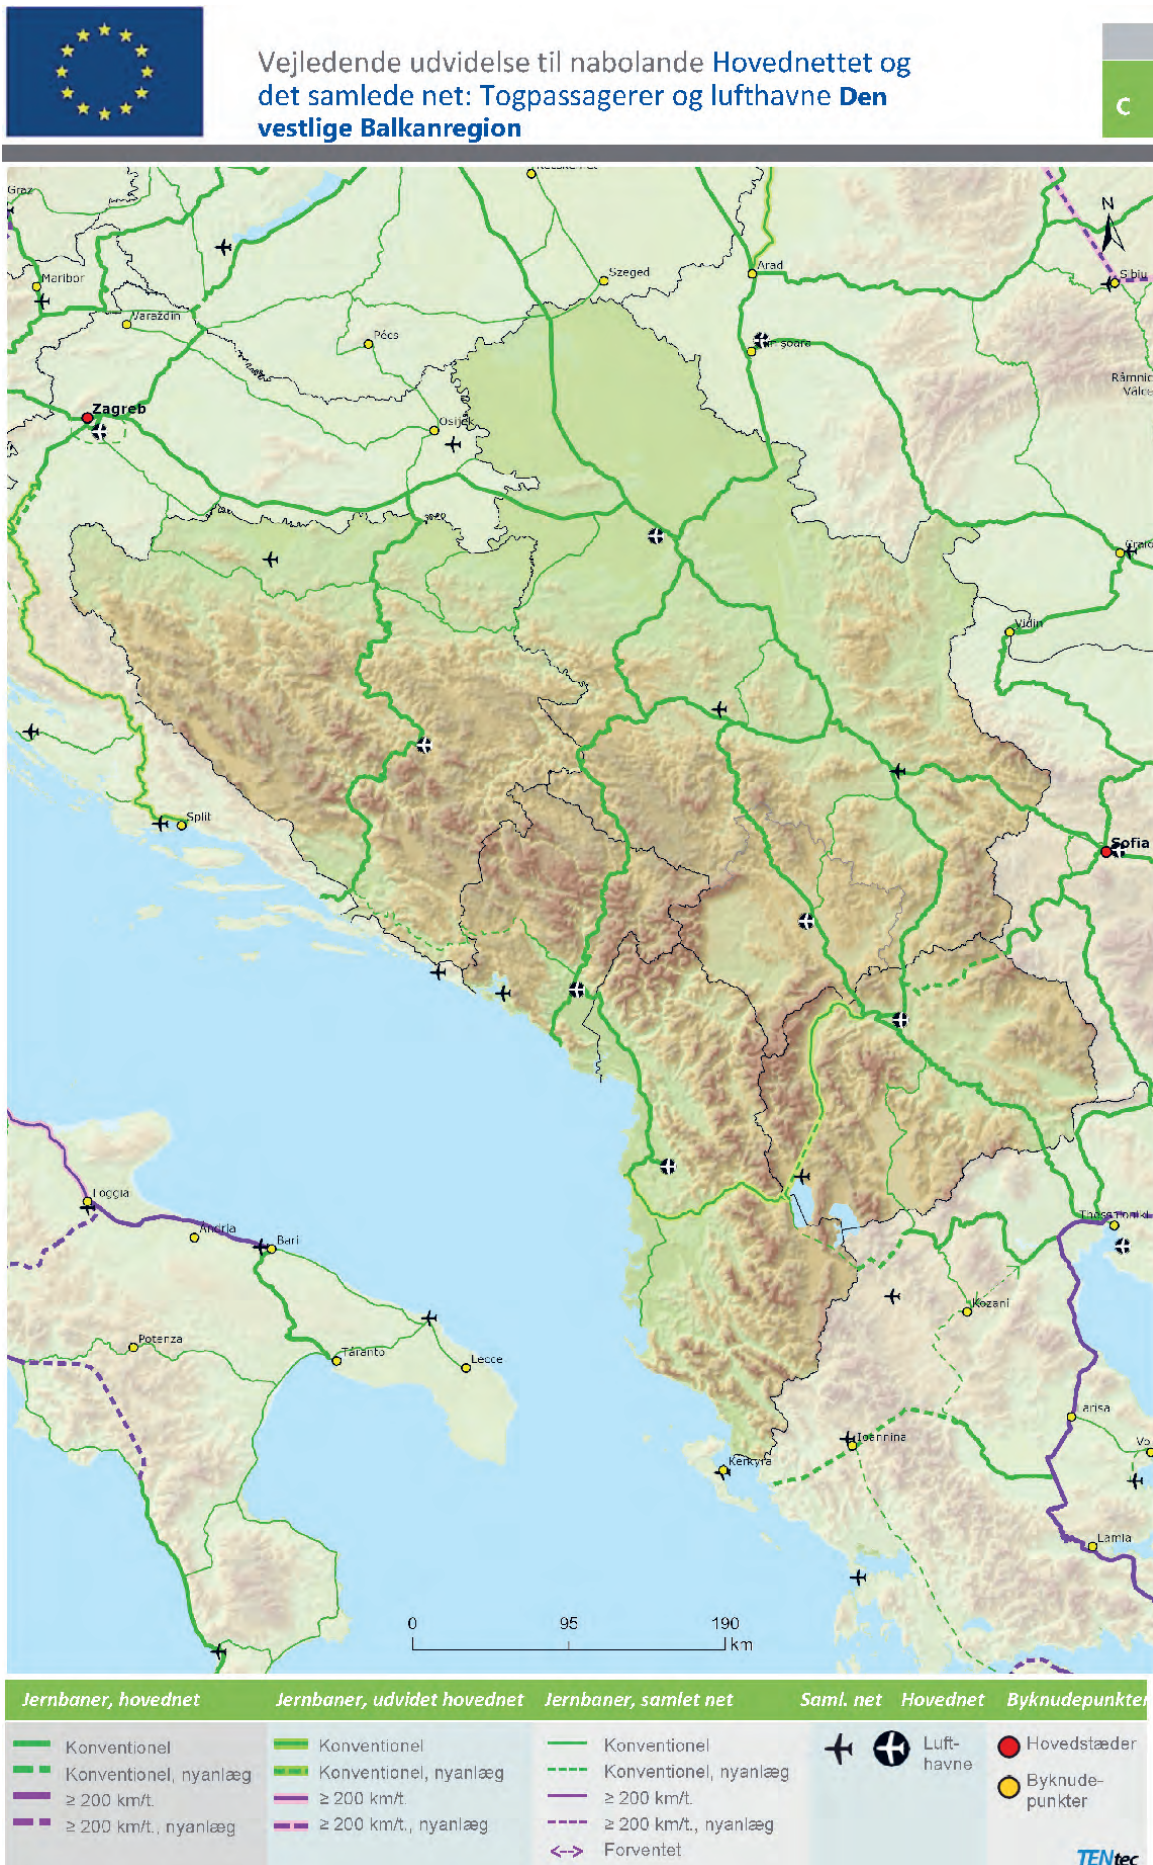 Vejledende udvidelse til nabolande Hovednettet og
det samlede net: Togpassagerer og lufthavne Den
vestlige Balkanregion
C
Graz
N
Maribor
Szeged
Arad
Sibiu
Varaždin
Pécs
Zagreb
Osijek
Vidin
Split
Sofia
Foggia
Andria
Bari
Thessaloniki
Kozani
Potenza
Taranto
Lecce
Larisa
Ioannina
Kerkyra
Lamia
0 95 190
km
Jernbaner, hovednet
Konventionel
Konventionel, nyanlæg
≥ 200 km/t.
≥ 200 km/t., nyanlæg
Jernbaner, udvidet hovednet
Konventionel
Konventionel, nyanlæg
≥ 200 km/t.
≥ 200 km/t., nyanlæg
Jernbaner, samlet net
Konventionel
Konventionel, nyanlæg
≥ 200 km/t.
≥ 200 km/t., nyanlæg
Forventet
Saml. net Hovednet
Luft-
havne
Byknudepunkter
Hovedstæder
Byknude-
punkter
TENtec